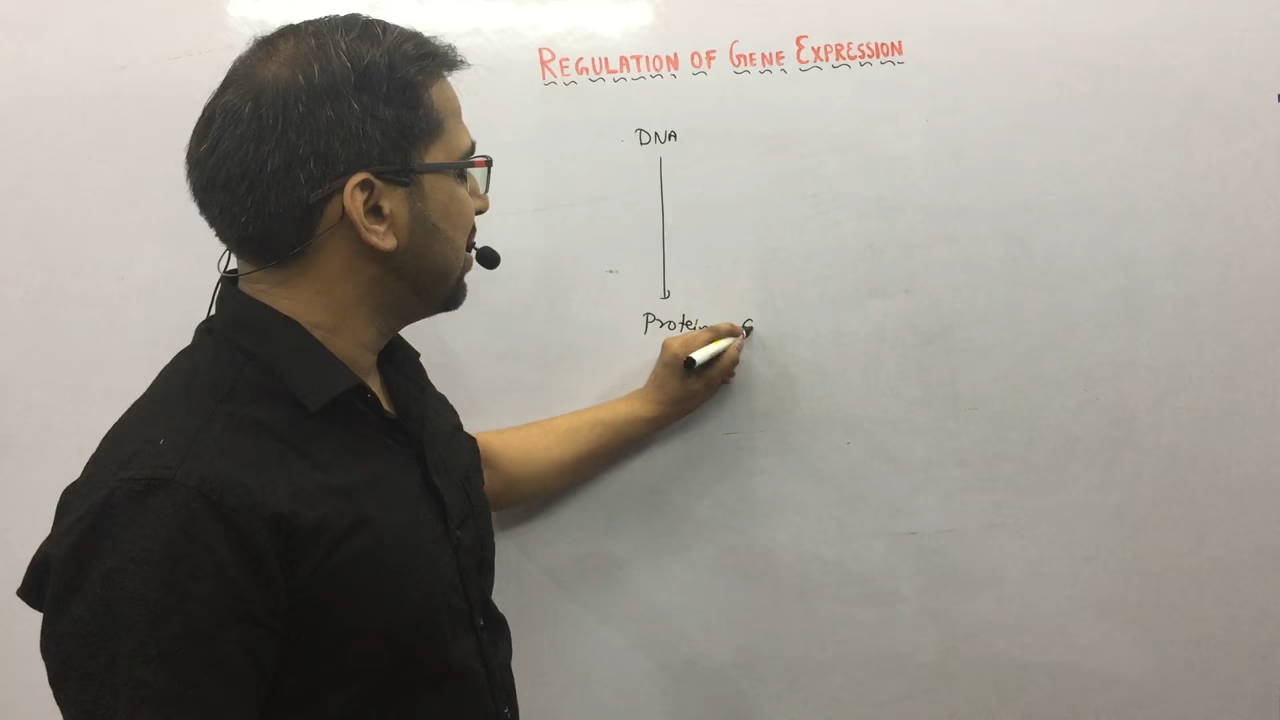 REGULATION OF GENE EXPRESSION
DNA
Protein